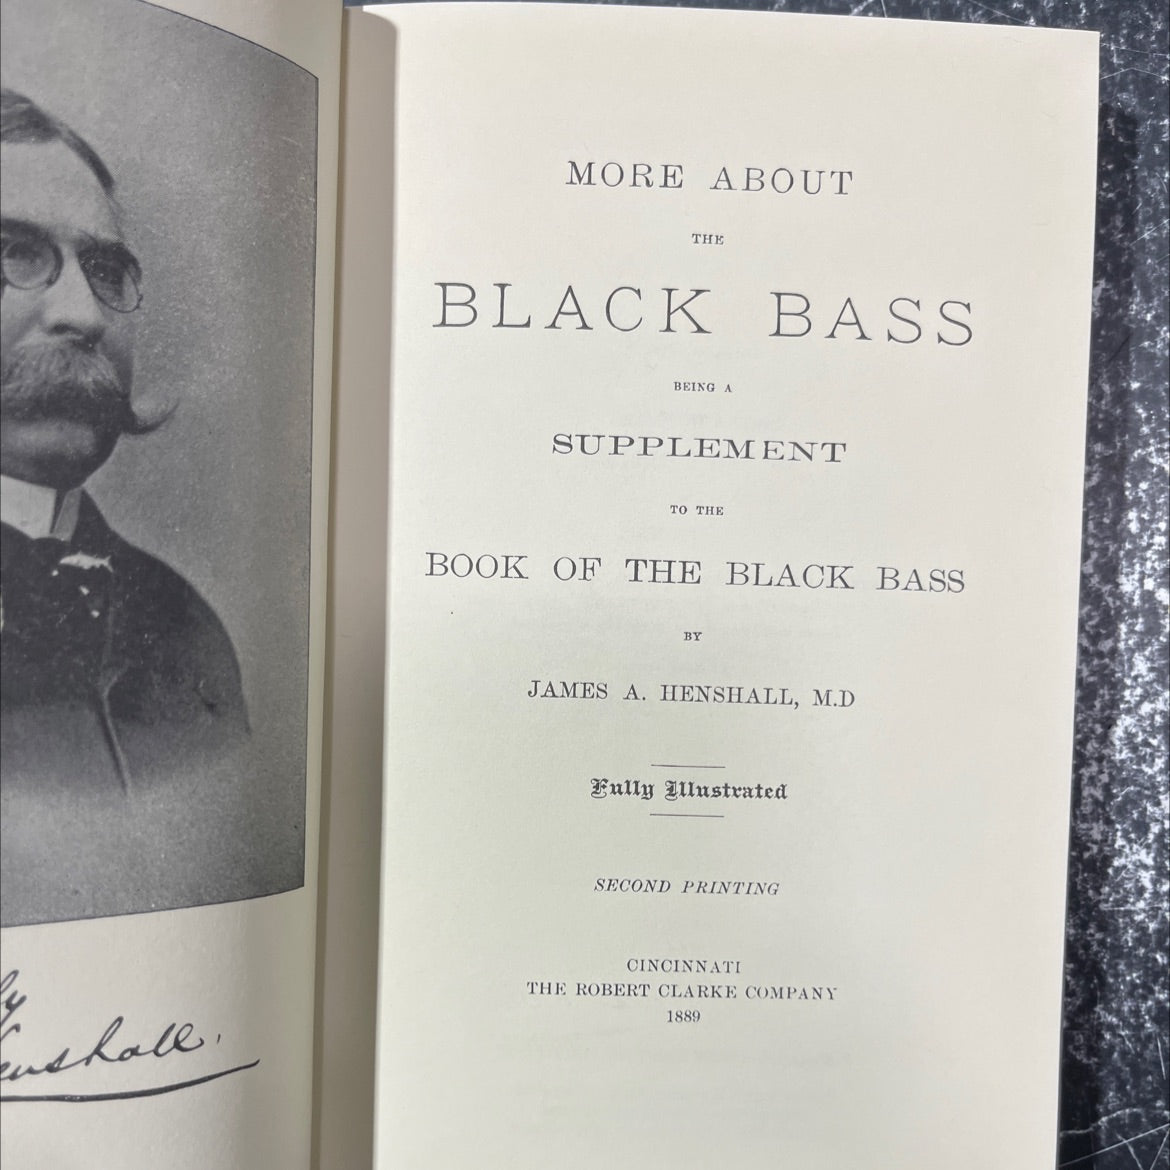 MORE ABOUT
THE
BLACK BASS
BEING A
SUPPLEMENT
TO THE
BOOK OF THE BLACK BASS
BY
JAMES A. HENSHALL, M.D
Fully Illustrated
SECOND PRINTING
CINCINNATI
THE ROBERT CLARKE COMPANY
1889